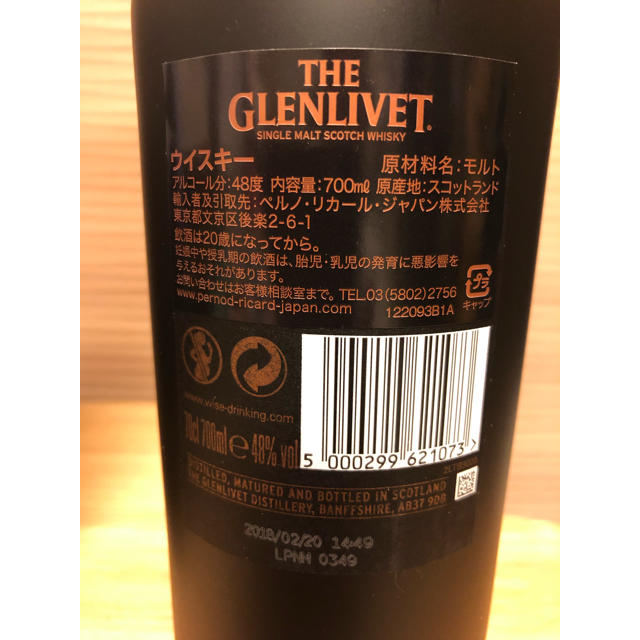 THE
GLENLIVET
SINGLE MALT SCOTCH WHISKY
ウイスキー 原材料名:モルト
アルコール分:48度 内容量:700mℓ 原産地:スコットランド
輸入者及引取先:ペルノ・リカール・ジャパン株式会社
東京都文京区後楽2-6-1
飲酒は20歳になってから。
妊娠中や授乳期の飲酒は、胎児・乳児の発育に悪影響を
与えるおそれがあります。
お問い合わせはお客様相談室まで。TEL.03(5802)2756
www.pernod-ricard-japan.com 122093B1A
プラ
キャップ
www.wise-drinking.com
70cl 700ml e 48% vol
5 000299 621073 >
DISTILLED, MATURED AND BOTTLED IN SCOTLAND
THE GLENLIVET DISTILLERY, BANFFSHIRE, AB37 9DB
2018/02/20 14:49
LPNM 0349